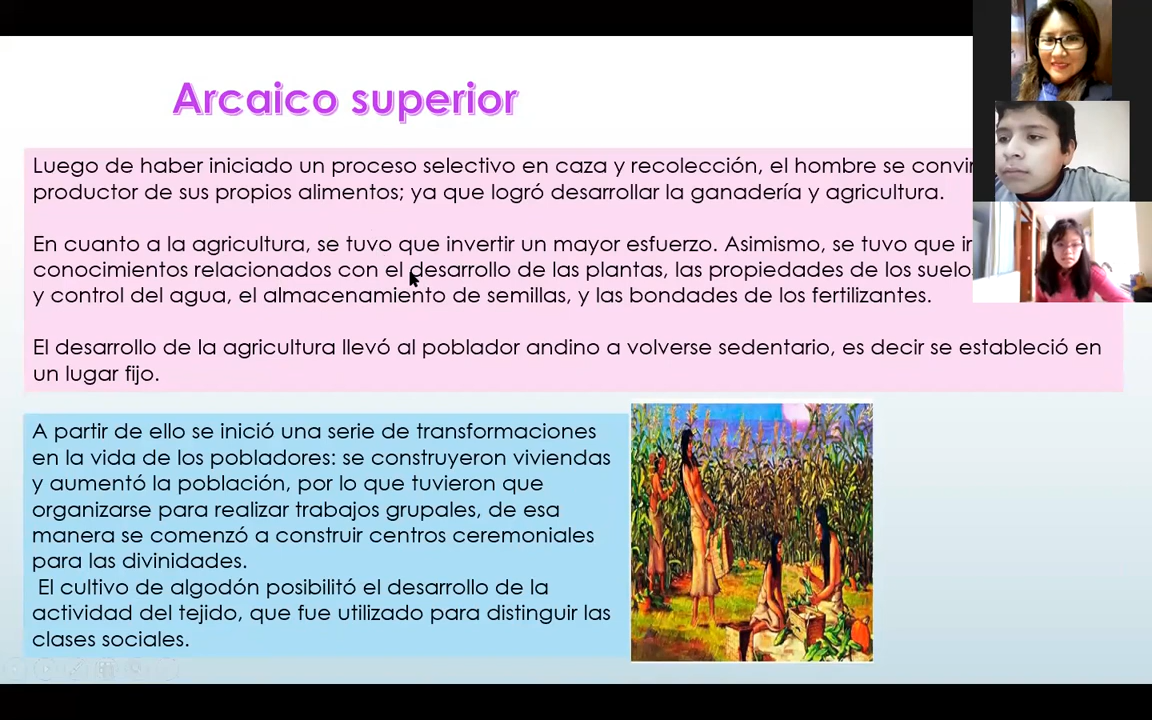 Arcaico superior
Luego de haber iniciado un proceso selectivo en caza y recolección, el hombre se
productor de sus propios alimentos; ya que logró desarrollar la ganadería y agricultura.
En cuanto a la agricultura, se tuvo que invertir un mayor esfuerzo. Asimismo, se tuvo que
conocimientos relacionados con el desarrollo de las plantas, las propiedades de los
y control del agua, el almacenamiento de semillas, y las bondades de los fertilizantes.
El desarrollo de la agricultura llevó al poblador andino a volverse sedentario, es decir se estableció en
un lugar fijo.
A partir de ello se inició una serie de transformaciones
en la vida de los pobladores: se construyeron viviendas
y aumentó la población, por lo que tuvieron que
organizarse para realizar trabajos grupales, de esa
manera se comenzó a construir centros ceremoniales
para las divinidades.
El cultivo de algodón posibilitó el desarrollo de la
actividad del tejido, que fue utilizado para distinguir las
clases sociales.